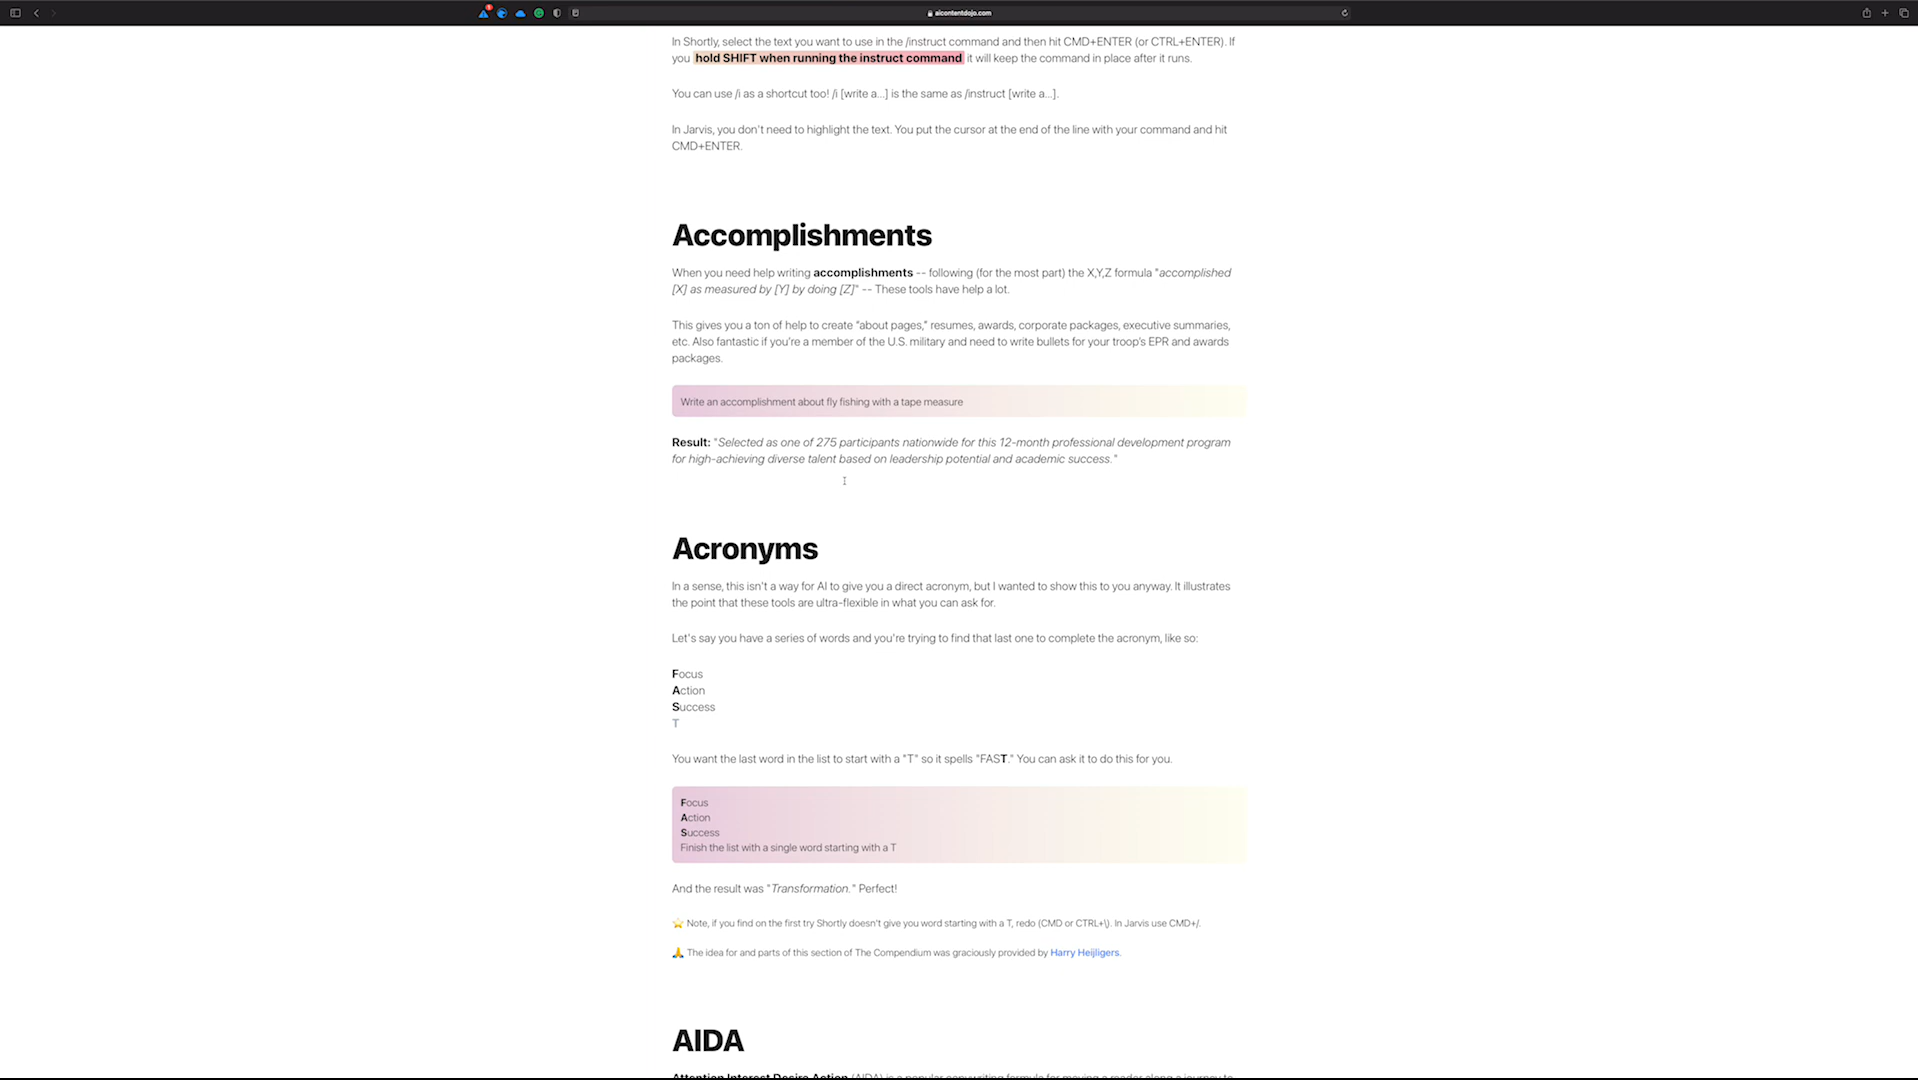 aicontentdojo.com
In Shortly, select the text you want to use in the /instruct command and then hit CMD+ENTER (or CTRL+ENTER). If
you hold SHIFT when running the instruct command it will keep the command in place after it runs.
You can use /i as a shortcut too! /i [write a...] is the same as /instruct [write a...].
In Jarvis, you don't need to highlight the text. You put the cursor at the end of the line with your command and hit
CMD+ENTER.
Accomplishments
When you need help writing accomplishments -- following (for the most part) the X,Y,Z formula "accomplished
[X] as measured by [Y] by doing [Z]" -- These tools have help a lot.
This gives you a ton of help to create "about pages," resumes, awards, corporate packages, executive summaries,
etc. Also fantastic if you're a member of the U.S. military and need to write bullets for your troop's EPR and awards
packages.
Write an accomplishment about fly fishing with a tape measure
Result: "Selected as one of 275 participants nationwide for this 12-month professional development program
for high-achieving diverse talent based on leadership potential and academic success."
Acronyms
In a sense, this isn't a way for AI to give you a direct acronym, but I wanted to show this to you anyway. It illustrates
the point that these tools are ultra-flexible in what you can ask for.
Let's say you have a series of words and you're trying to find that last one to complete the acronym, like so:
Focus
Action
Success
T
You want the last word in the list to start with a "T" so it spells "FAST." You can ask it to do this for you.
Focus
Action
Success
Finish the list with a single word starting with a T
And the result was "Transformation." Perfect!
⭐ Note, if you find on the first try Shortly doesn't give you word starting with a T, redo (CMD or CTRL+\). In Jarvis use CMD+/.
🙏 The idea for and parts of this section of The Compendium was graciously provided by Harry Heijligers.
AIDA
Attention Interest Desire Action (AIDA) is a popular copywriting formula for moving a reader along a journey to